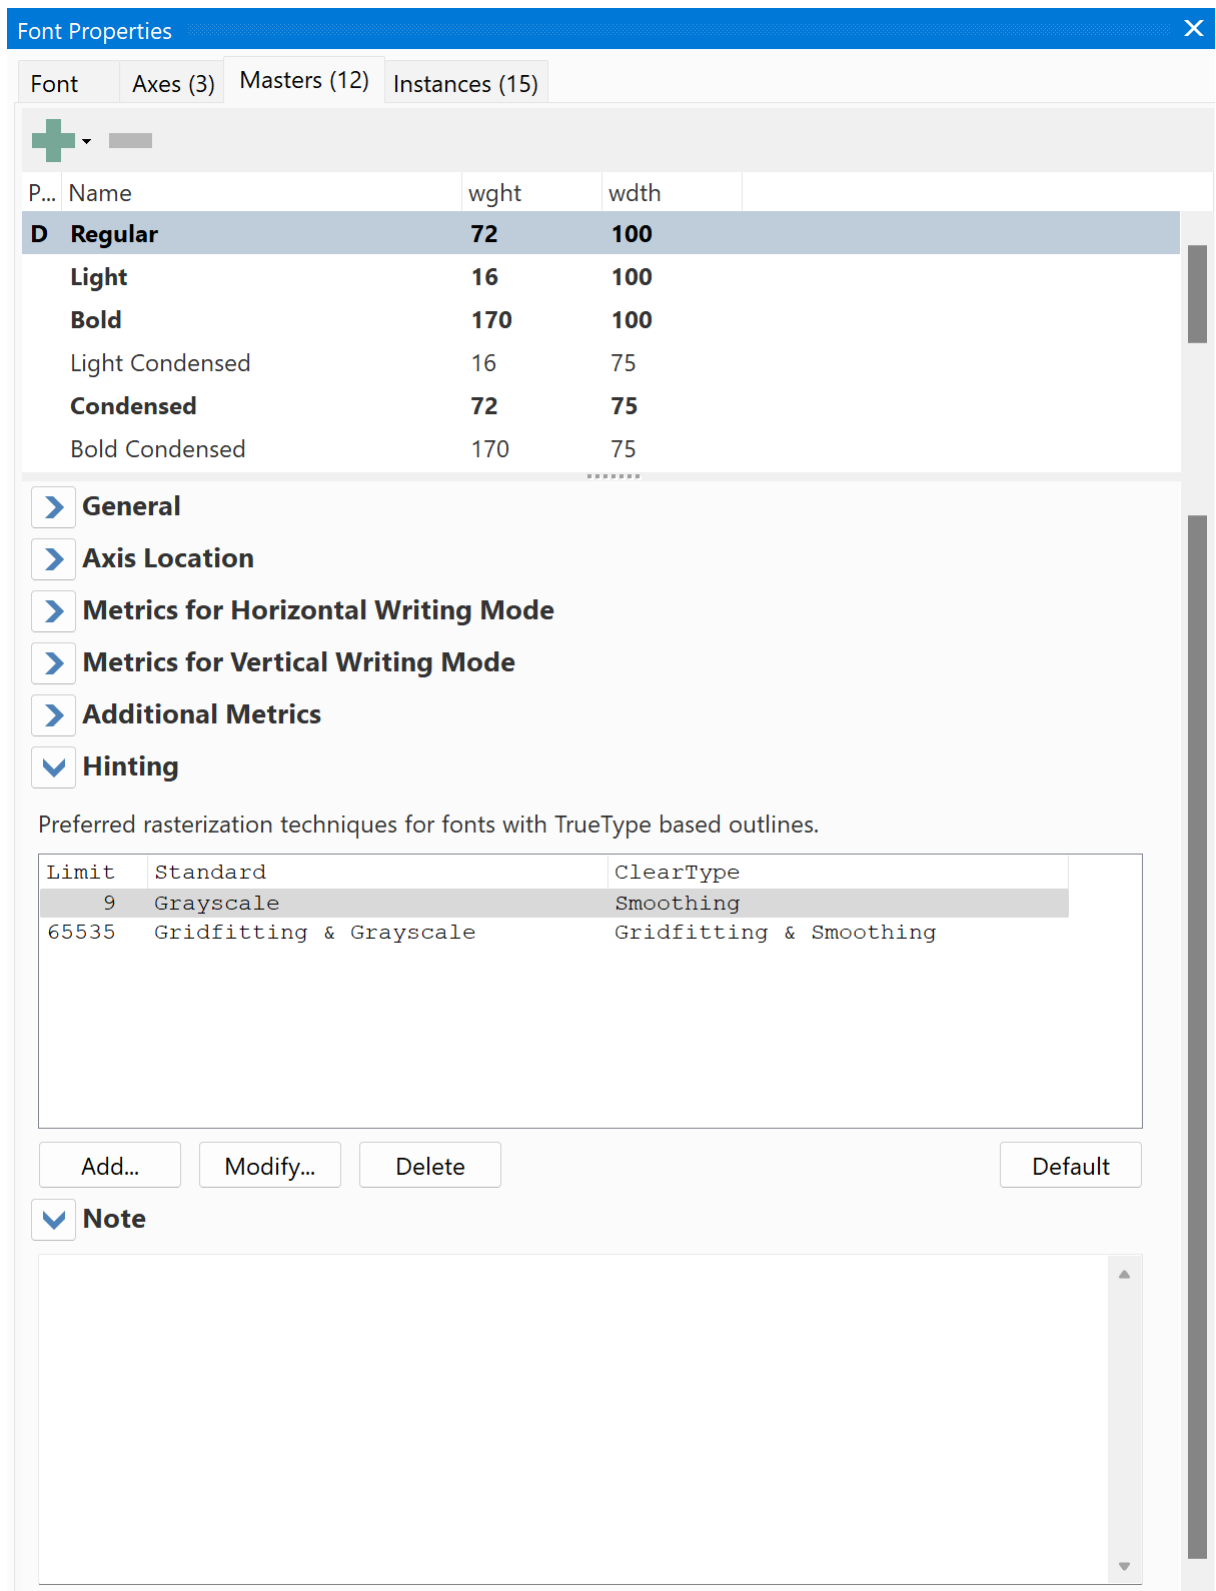 Font Properties
Font Axes (3) Masters (12) Instances (15)
P... Name wght wdth
D Regular 72 100
Light 16 100
Bold 170 100
Light Condensed 16 75
Condensed 72 75
Bold Condensed 170 75
General
Axis Location
Metrics for Horizontal Writing Mode
Metrics for Vertical Writing Mode
Additional Metrics
Hinting
Preferred rasterization techniques for fonts with TrueType based outlines.
Limit Standard ClearType
9 Grayscale Smoothing
65535 Gridfitting & Grayscale Gridfitting & Smoothing
Add... Modify... Delete Default
Note